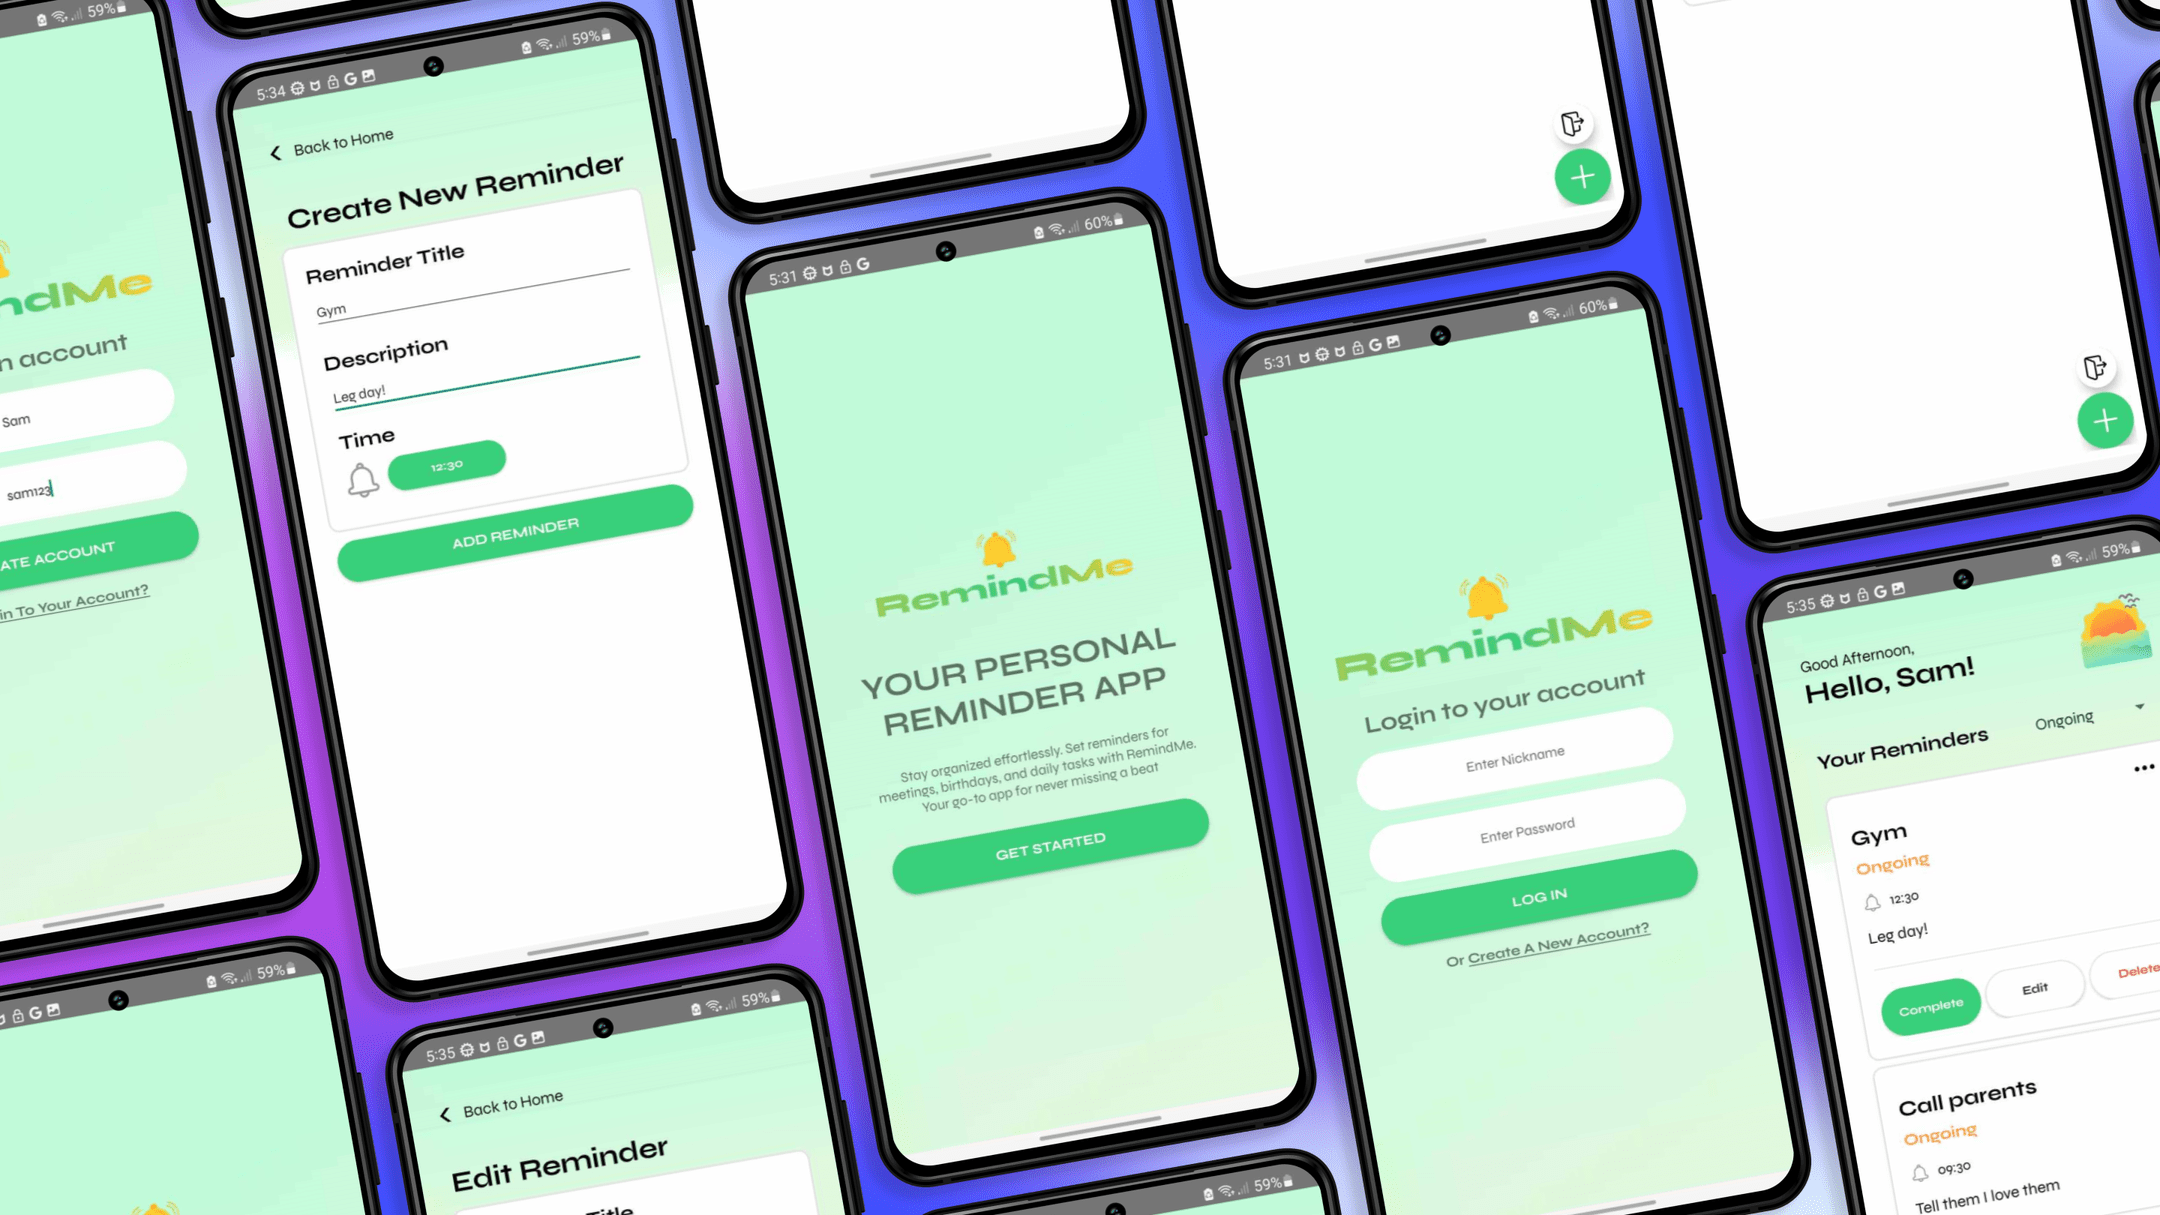 59%
ndMe
n account
Sam
sam123
ATE ACCOUNT
in To Your Account?
5:34
59%
Back to Home
Create New Reminder
Reminder Title
Gym
Description
Leg day!
Time
12:30
ADD REMINDER
5:31
60%
RemindMe
YOUR PERSONAL
REMINDER APP
Stay organized effortlessly. Set reminders for
meetings, birthdays, and daily tasks with RemindMe.
Your go-to app for never missing a beat
GET STARTED
5:31
60%
RemindMe
Login to your account
Enter Nickname
Enter Password
LOG IN
Or Create A New Account?
5:35
59%
Good Afternoon,
Hello, Sam!
Your Reminders
Ongoing
Gym
Ongoing
12:30
Leg day!
Complete
Edit
Delete
Call parents
Ongoing
09:30
Tell them I love them
59%
5:35
59%
Back to Home
Edit Reminder
Title
59%